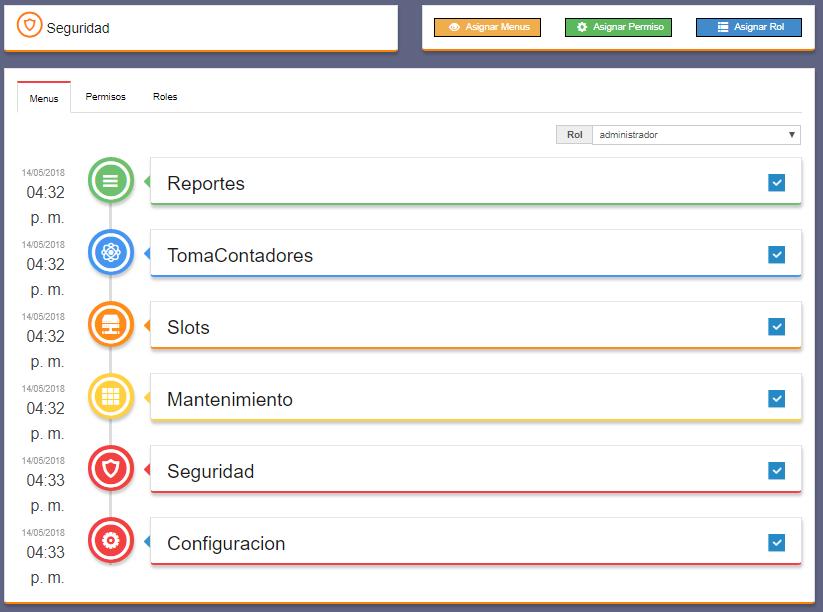 Seguridad
Asignar Menus
Asignar Permiso
Asignar Rol
Menus
Permisos
Roles
Rol
administrador
14/05/2018
04:32
p. m.
Reportes
14/05/2018
04:32
p. m.
TomaContadores
14/05/2018
04:32
p. m.
Slots
14/05/2018
04:32
p. m.
Mantenimiento
14/05/2018
04:33
p. m.
Seguridad
14/05/2018
04:33
p. m.
Configuracion